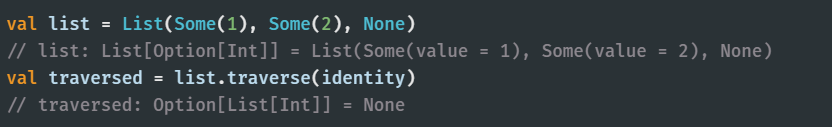 val list = List(Some(1), Some(2), None)
// list: List[Option[Int]] = List(Some(value = 1), Some(value = 2), None)
val traversed = list.traverse(identity)
// traversed: Option[List[Int]] = None